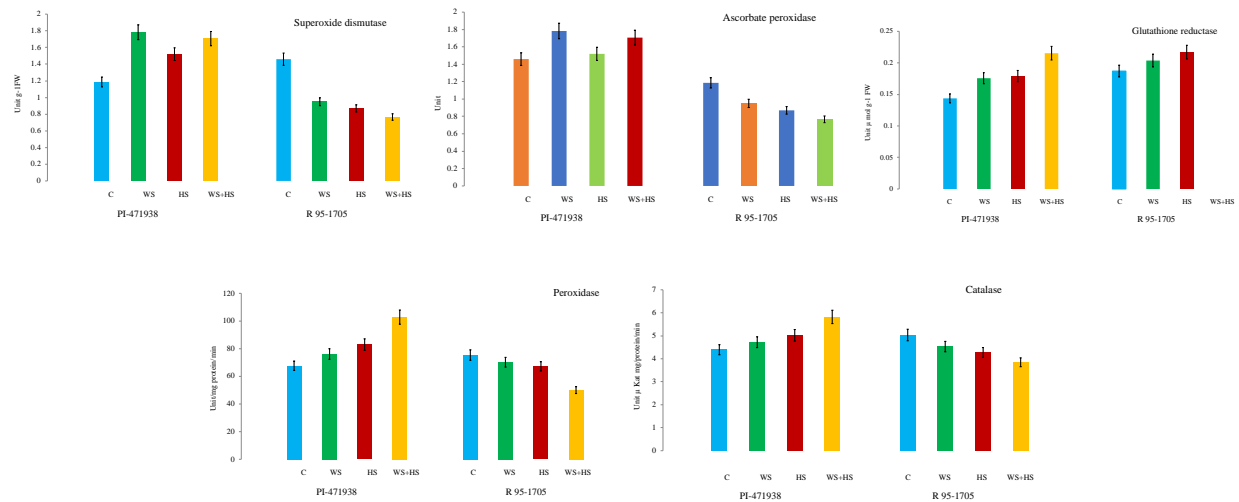 Superoxide dismutase
Unit g-1FW
2
1.8
1.6
1.4
1.2
1
0.8
0.6
0.4
0.2
0
C WS HS WS+HS C WS HS WS+HS
PI-471938 R 95-1705
Ascorbate peroxidase
Unit
2
1.8
1.6
1.4
1.2
1
0.8
0.6
0.4
0.2
0
C WS HS WS+HS C WS HS WS+HS
PI-471938 R 95-1705
Glutathione reductase
Unit µ mol g-1 FW
0.25
0.2
0.15
0.1
0.05
0
C WS HS WS+HS C WS HS WS+HS
PI-471938 R 95-1705
Peroxidase
Unit/mg protein/min
120
100
80
60
40
20
0
C WS HS WS+HS C WS HS WS+HS
PI-471938 R 95-1705
Catalase
Unit µ Kat mg/protein/min
7
6
5
4
3
2
1
0
C WS HS WS+HS C WS HS WS+HS
PI-471938 R 95-1705